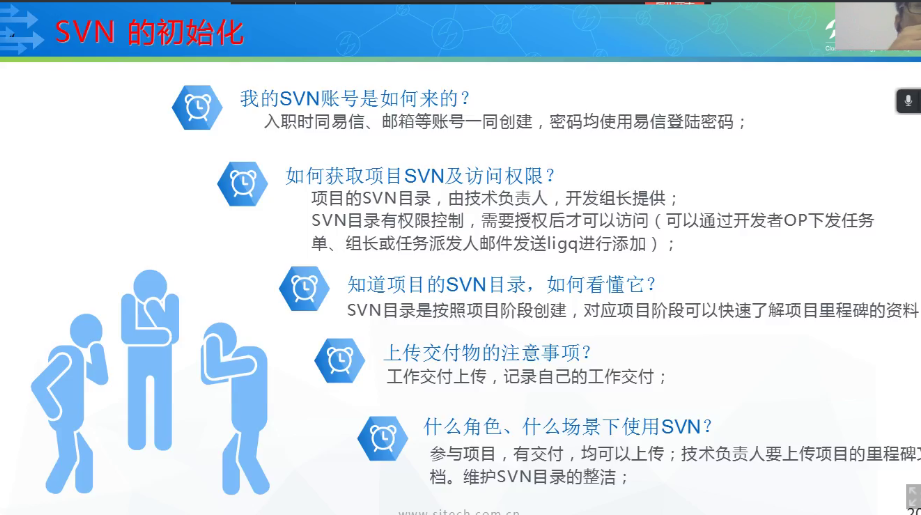 SVN 的初始化
我的SVN账号是如何来的？
入职时同易信、邮箱等账号一同创建，密码均使用易信登陆密码；
如何获取项目SVN及访问权限？
项目的SVN目录，由技术负责人，开发组长提供；
SVN目录有权限控制，需要授权后才可以访问（可以通过开发者OP下发任务
单、组长或任务派发人邮件发送ligq进行添加）；
知道项目的SVN目录，如何看懂它？
SVN目录是按照项目阶段创建，对应项目阶段可以快速了解项目里程碑的资料
上传交付物的注意事项？
工作交付上传，记录自己的工作交付；
什么角色、什么场景下使用SVN？
参与项目，有交付，均可以上传；技术负责人要上传项目的里程碑
档。维护SVN目录的整洁；